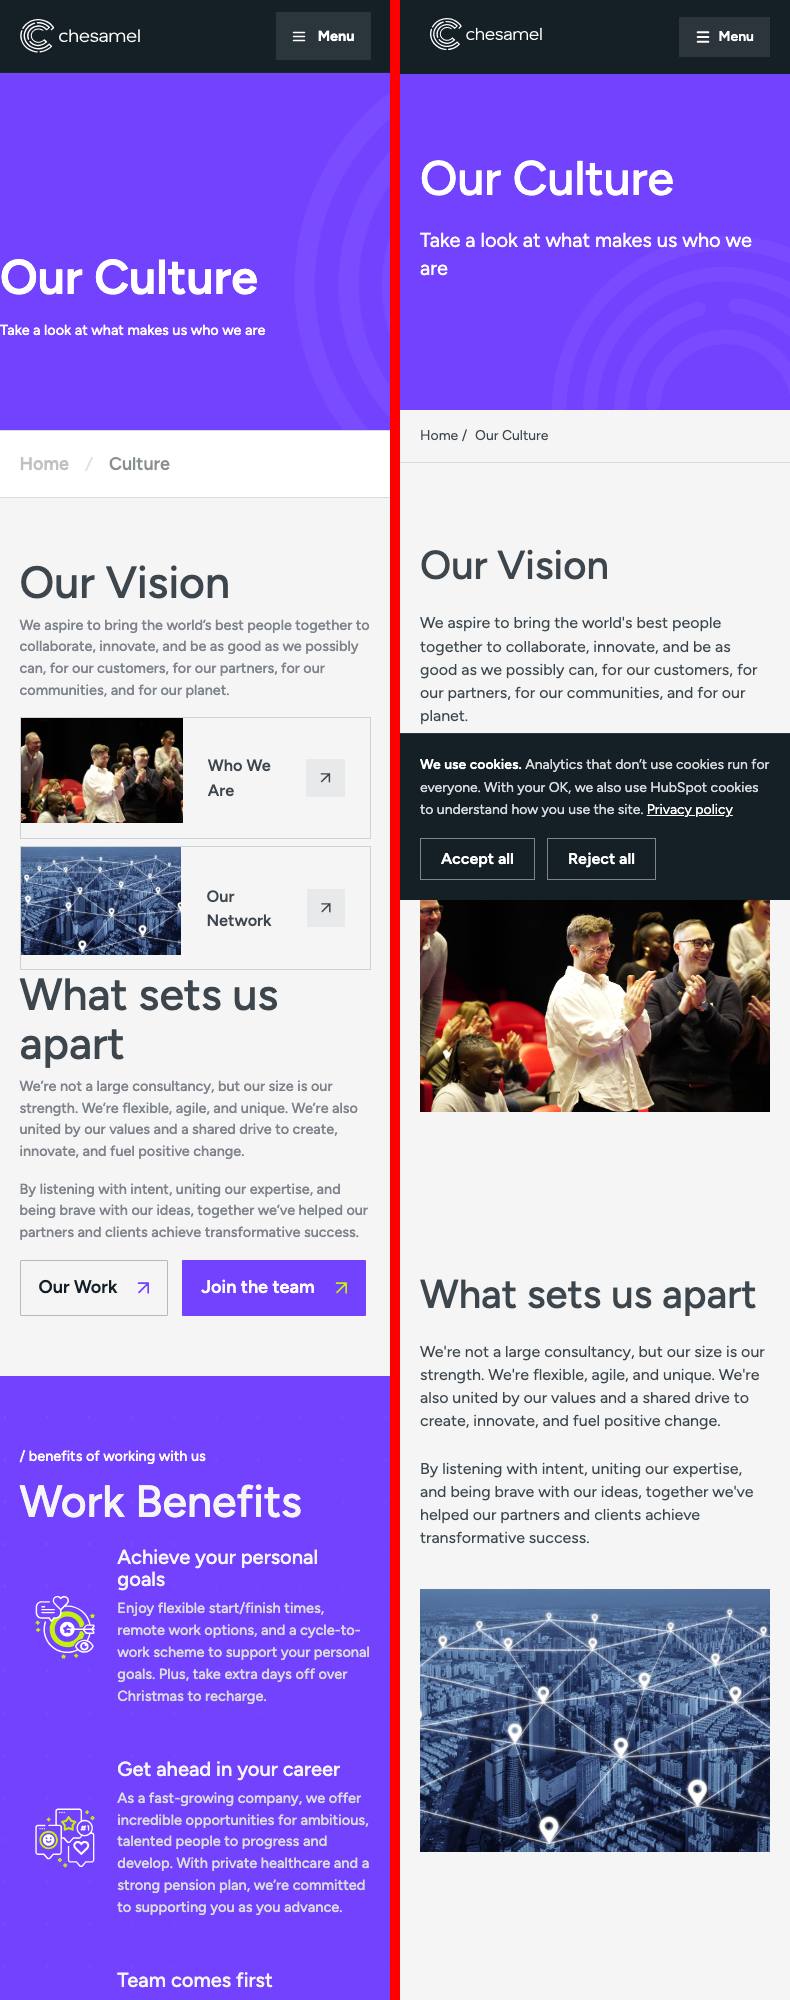 chesamel
Menu
Our Culture
Take a look at what makes us who we are
Home / Culture
Our Vision
We aspire to bring the world’s best people together to
collaborate, innovate, and be as good as we possibly
can, for our customers, for our partners, for our
communities, and for our planet.
Who We
Are
Our
Network
What sets us
apart
We’re not a large consultancy, but our size is our
strength. We’re flexible, agile, and unique. We’re also
united by our values and a shared drive to create,
innovate, and fuel positive change.
By listening with intent, uniting our expertise, and
being brave with our ideas, together we’ve helped our
partners and clients achieve transformative success.
Our Work
Join the team
/ benefits of working with us
Work Benefits
Achieve your personal
goals
Enjoy flexible start/finish times,
remote work options, and a cycle-to-
work scheme to support your personal
goals. Plus, take extra days off over
Christmas to recharge.
Get ahead in your career
#1
As a fast-growing company, we offer
incredible opportunities for ambitious,
talented people to progress and
develop. With private healthcare and a
strong pension plan, we’re committed
to supporting you as you advance.
Team comes first
chesamel
Menu
Our Culture
Take a look at what makes us who we
are
Home / Our Culture
Our Vision
We aspire to bring the world's best people
together to collaborate, innovate, and be as
good as we possibly can, for our customers, for
our partners, for our communities, and for our
planet.
We use cookies. Analytics that don’t use cookies run for
everyone. With your OK, we also use HubSpot cookies
to understand how you use the site. Privacy policy
Accept all
Reject all
What sets us apart
We're not a large consultancy, but our size is our
strength. We're flexible, agile, and unique. We're
also united by our values and a shared drive to
create, innovate, and fuel positive change.
By listening with intent, uniting our expertise,
and being brave with our ideas, together we've
helped our partners and clients achieve
transformative success.